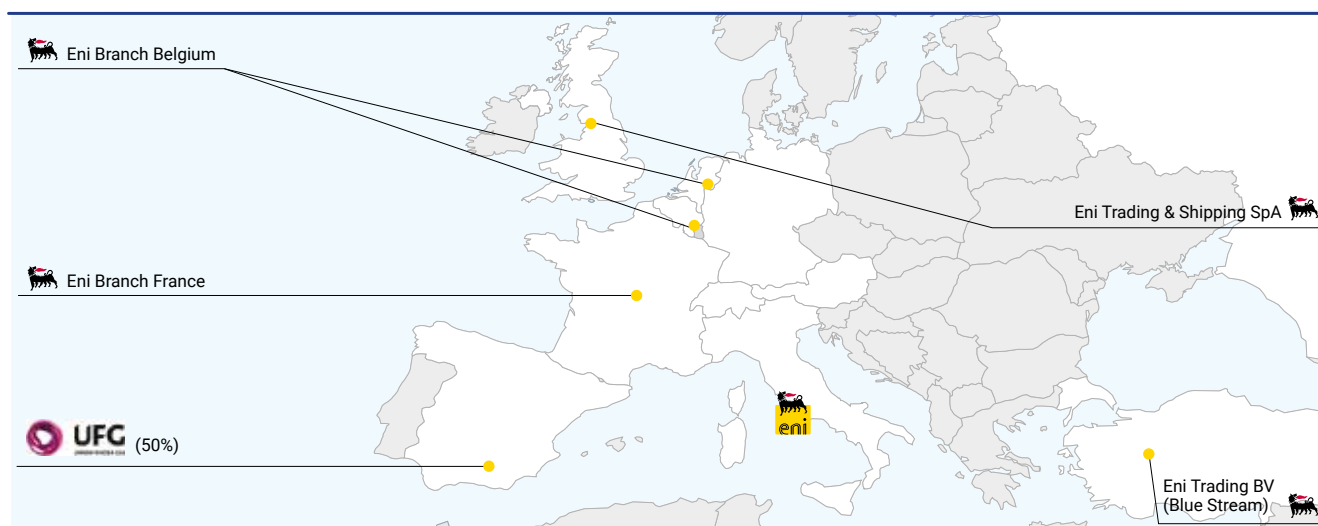 Eni Branch Belgium
Eni Trading & Shipping SpA
Eni Branch France
eni
UFG (50%)
Eni Trading BV
(Blue Stream)